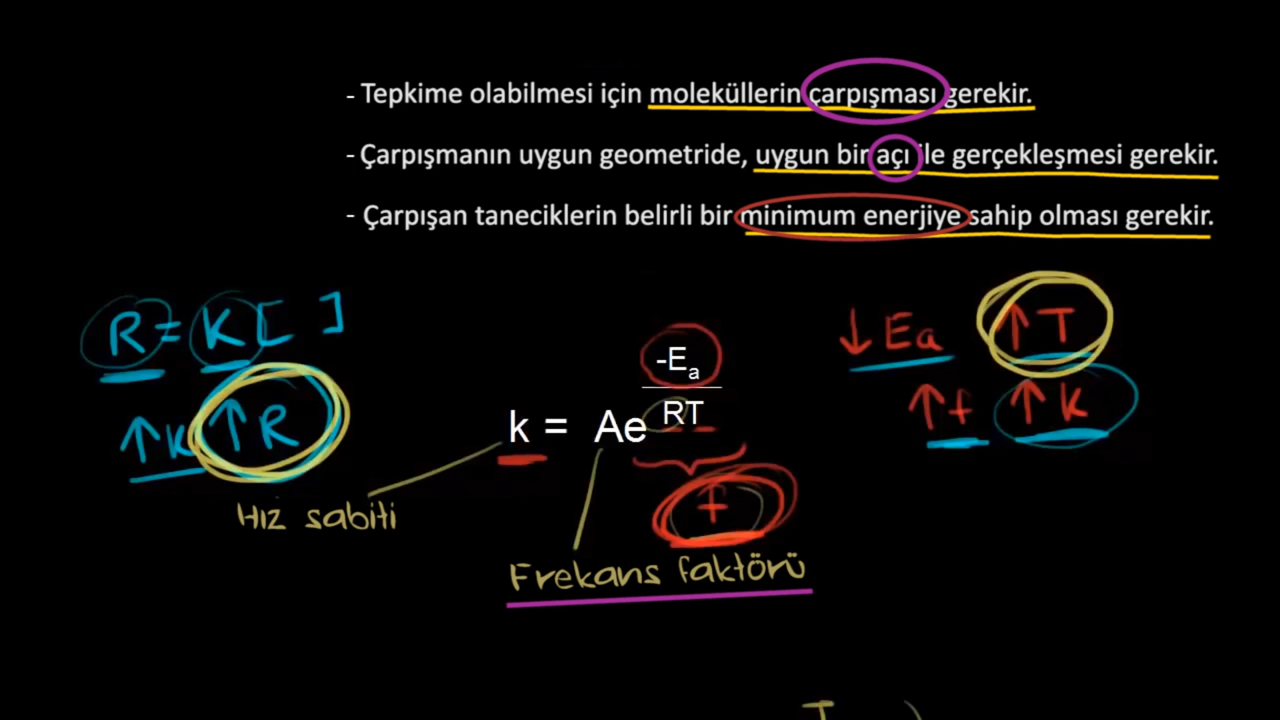 - Tepkime olabilmesi için moleküllerin çarpışması gerekir.
- Çarpışmanın uygun geometride, uygun bir açı ile gerçekleşmesi gerekir.
- Çarpışan taneciklerin belirli bir minimum enerjiye sahip olması gerekir.
R = K [ ]
↑k ↑R
↓Ea ↑T
↑f ↑k
k = Ae^(-Ea/RT)
f
Hız sabiti
Frekans faktörü